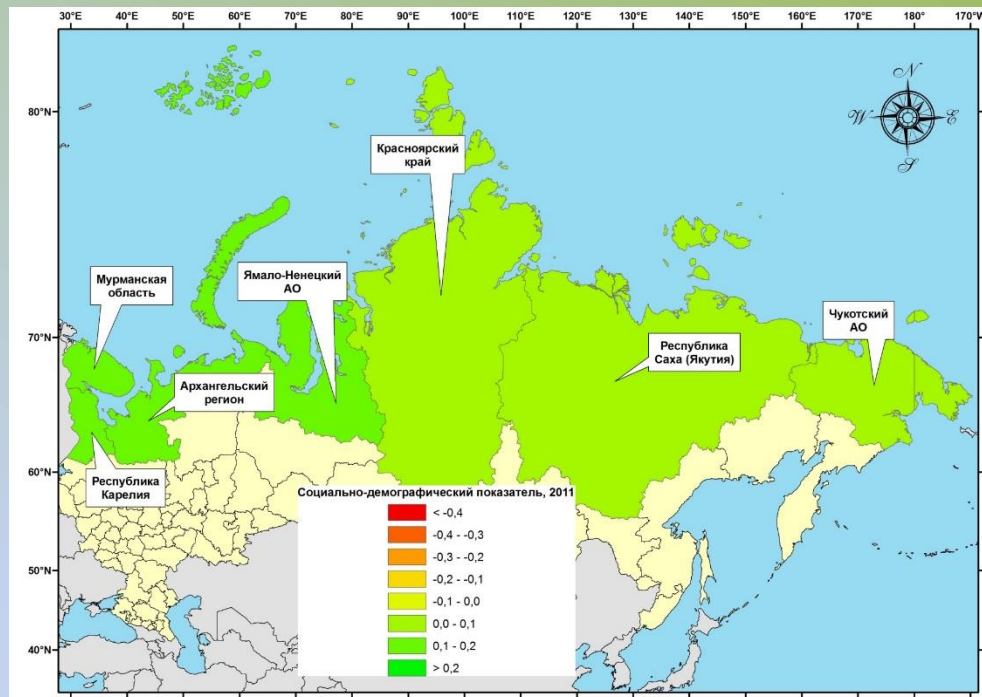 30°E 40°E 50°E 60°E 70°E 80°E 90°E 100°E 110°E 120°E 130°E 140°E 150°E 160°E 170°E 180°E 170°W
N
W E
S
80°N
70°N
60°N
50°N
40°N
Красноярский
край
Мурманская
область
Ямало-Ненецкий
АО
Чукотский
АО
Республика
Саха (Якутия)
Архангельский
регион
Республика
Карелия
Социально-демографический показатель, 2011
< -0,4
-0,4 - -0,3
-0,3 - -0,2
-0,2 - -0,1
-0,1 - 0,0
0,0 - 0,1
0,1 - 0,2
> 0,2